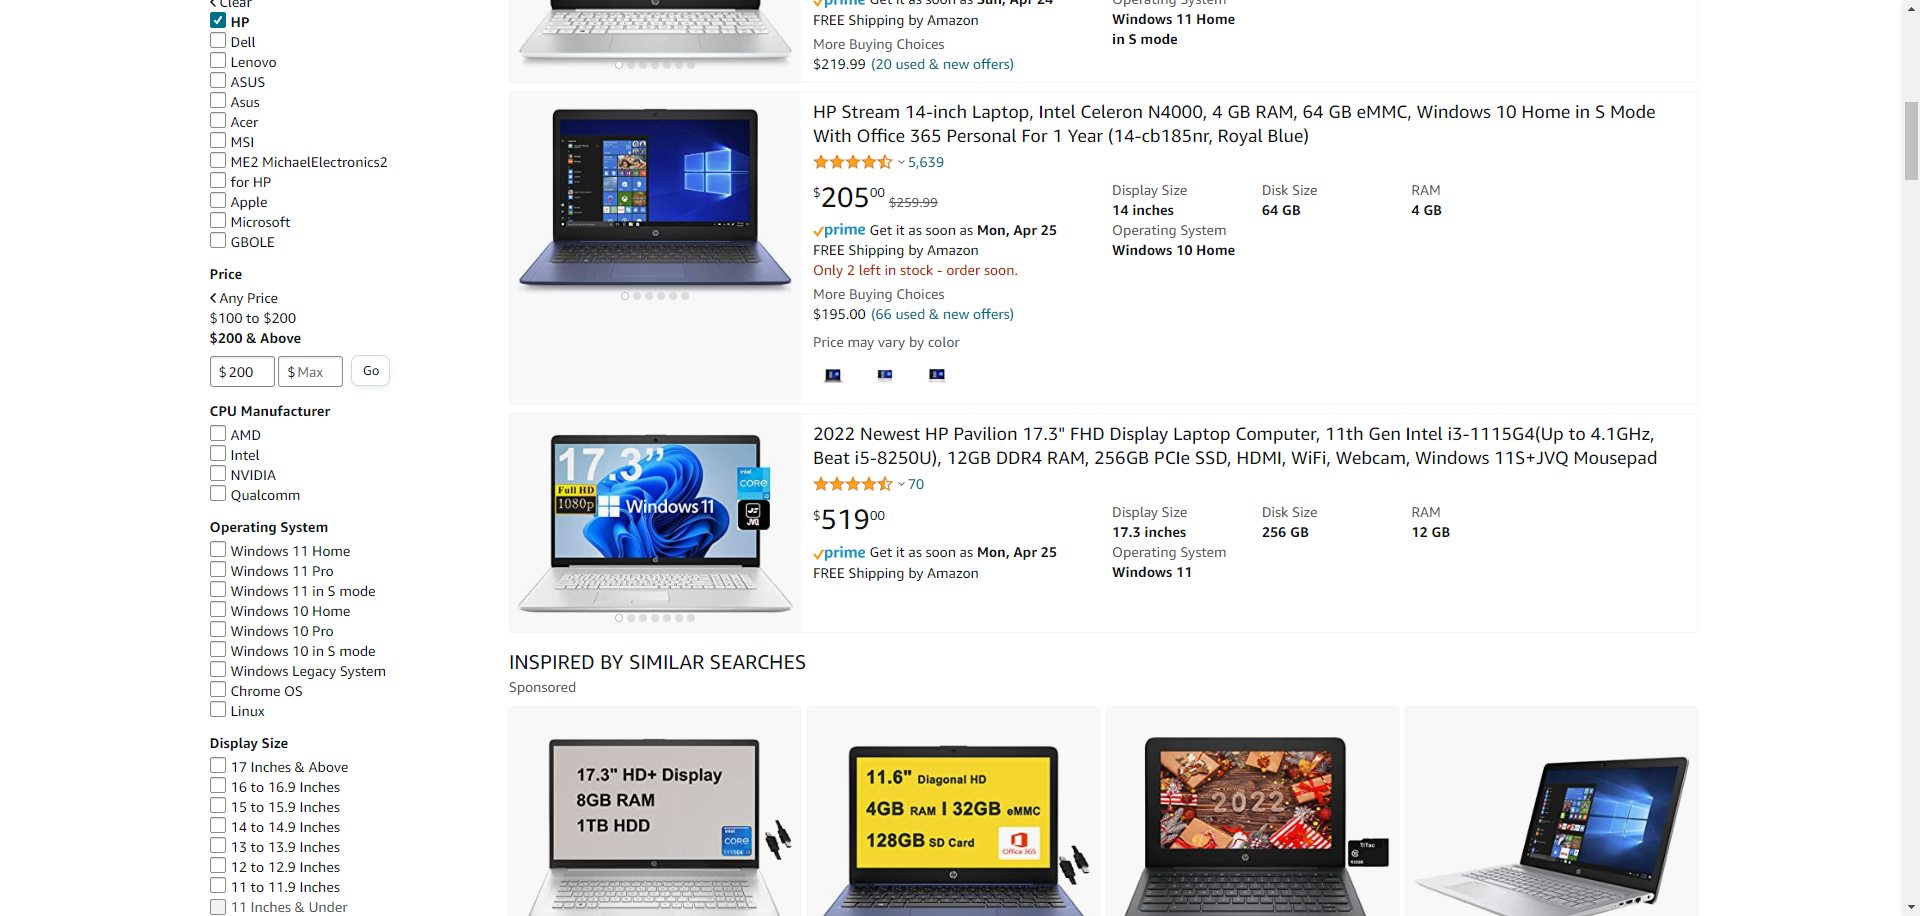 Clear
HP
Dell
Lenovo
ASUS
Asus
Acer
MSI
ME2 MichaelElectronics2
for HP
Apple
Microsoft
GBOLE
Price
Any Price
$100 to $200
$200 & Above
$ 200 $ Max Go
CPU Manufacturer
AMD
Intel
NVIDIA
Qualcomm
Operating System
Windows 11 Home
Windows 11 Pro
Windows 11 in S mode
Windows 10 Home
Windows 10 Pro
Windows 10 in S mode
Windows Legacy System
Chrome OS
Linux
Display Size
17 Inches & Above
16 to 16.9 Inches
15 to 15.9 Inches
14 to 14.9 Inches
13 to 13.9 Inches
12 to 12.9 Inches
11 to 11.9 Inches
11 Inches & Under
prime Get it as soon as Sun, Apr 24
FREE Shipping by Amazon
More Buying Choices
$219.99 (20 used & new offers)
Operating System
Windows 11 Home
in S mode
HP Stream 14-inch Laptop, Intel Celeron N4000, 4 GB RAM, 64 GB eMMC, Windows 10 Home in S Mode
With Office 365 Personal For 1 Year (14-cb185nr, Royal Blue)
5,639
$205 00 $259.99
prime Get it as soon as Mon, Apr 25
FREE Shipping by Amazon
Only 2 left in stock - order soon.
More Buying Choices
$195.00 (66 used & new offers)
Price may vary by color
Display Size Disk Size RAM
14 inches 64 GB 4 GB
Operating System
Windows 10 Home
17.3”
Full HD
1080p
Windows 11
intel
CORE
i3
JVQ
2022 Newest HP Pavilion 17.3" FHD Display Laptop Computer, 11th Gen Intel i3-1115G4(Up to 4.1GHz,
Beat i5-8250U), 12GB DDR4 RAM, 256GB PCIe SSD, HDMI, WiFi, Webcam, Windows 11S+JVQ Mousepad
70
$519 00
prime Get it as soon as Mon, Apr 25
FREE Shipping by Amazon
Display Size Disk Size RAM
17.3 inches 256 GB 12 GB
Operating System
Windows 11
INSPIRED BY SIMILAR SEARCHES
Sponsored
17.3" HD+ Display
8GB RAM
1TB HDD
intel
CORE
11.6" Diagonal HD
4GB RAM I 32GB eMMC
128GB SD Card
Office 365
2022
TiTac